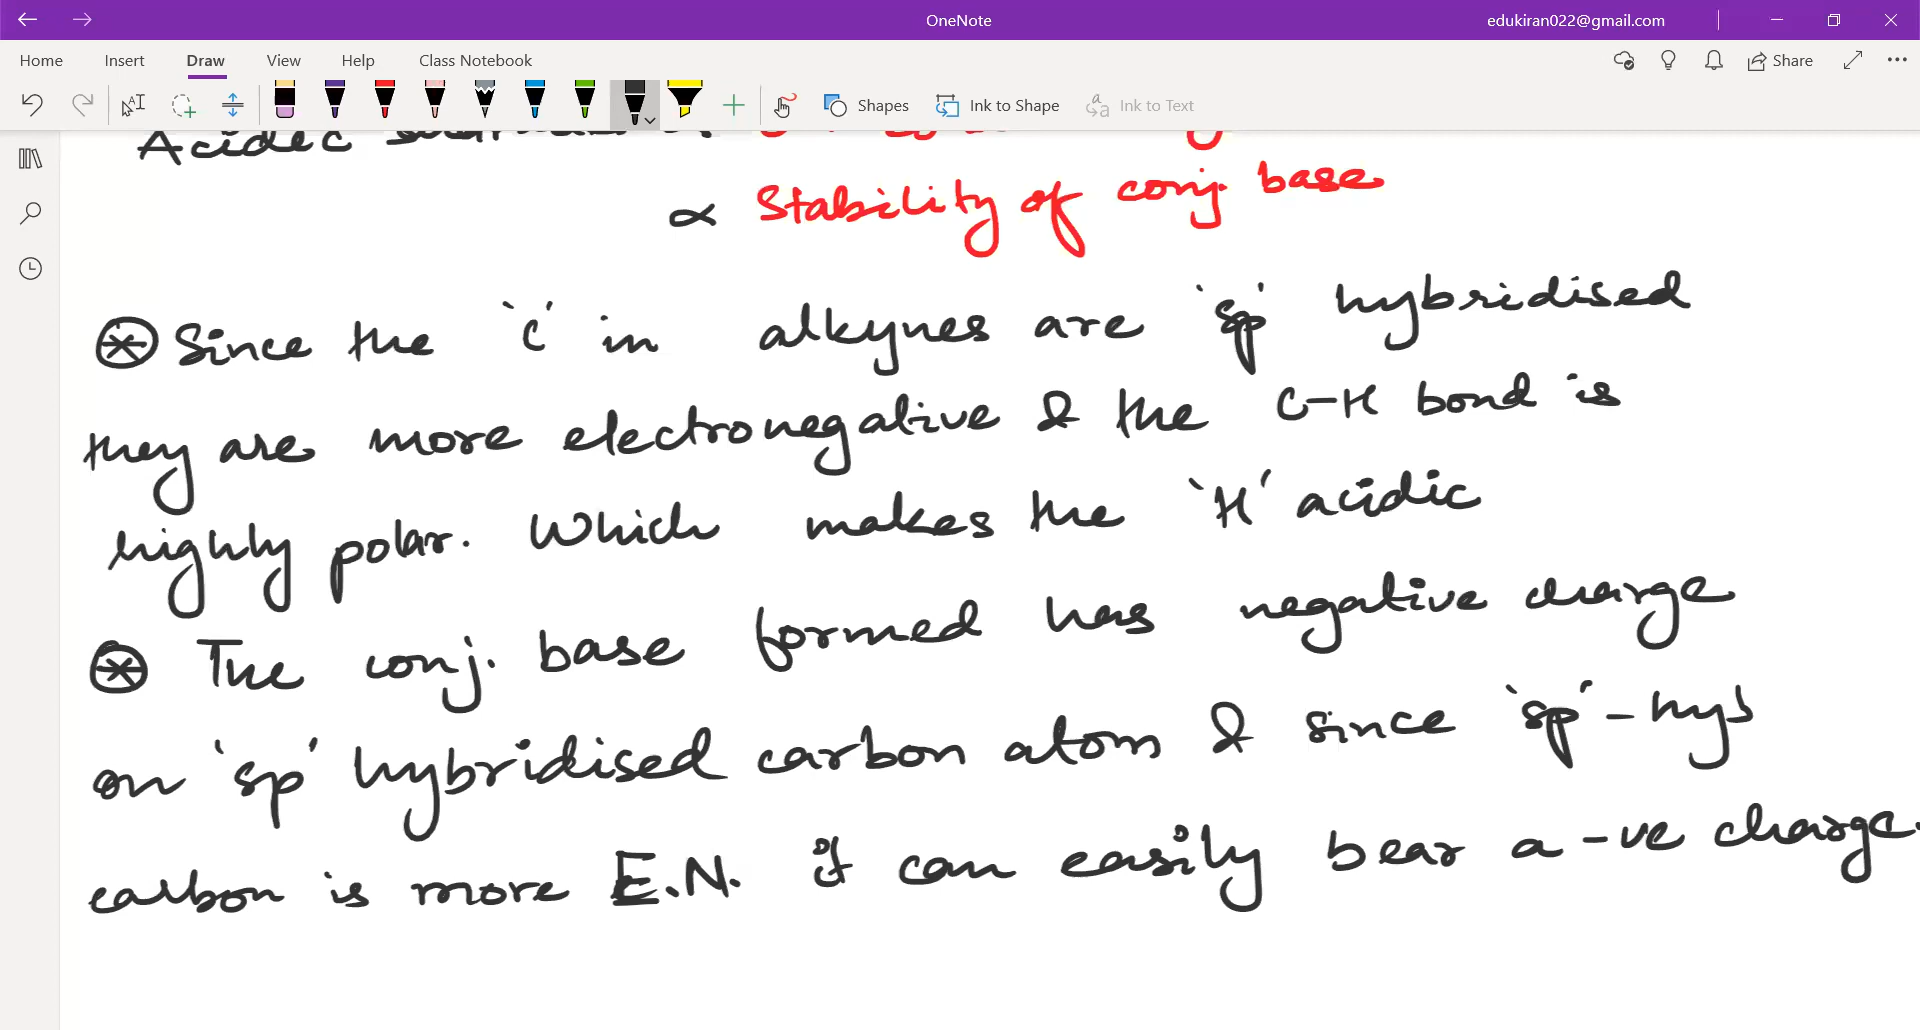 OneNote
edukiran022@gmail.com
Home Insert Draw View Help Class Notebook
Share
Shapes Ink to Shape Ink to Text
Acidic
∝ Stability of conj. base
Since the 'C' in alkynes are 'sp' hybridised
they are more electronegative & the C-H bond is
highly polar. Which makes the 'H' acidic
The conj. base formed has negative charge
on 'sp' hybridised carbon atom & since 'sp'-hyb
carbon is more E.N. it can easily bear a -ve charge.